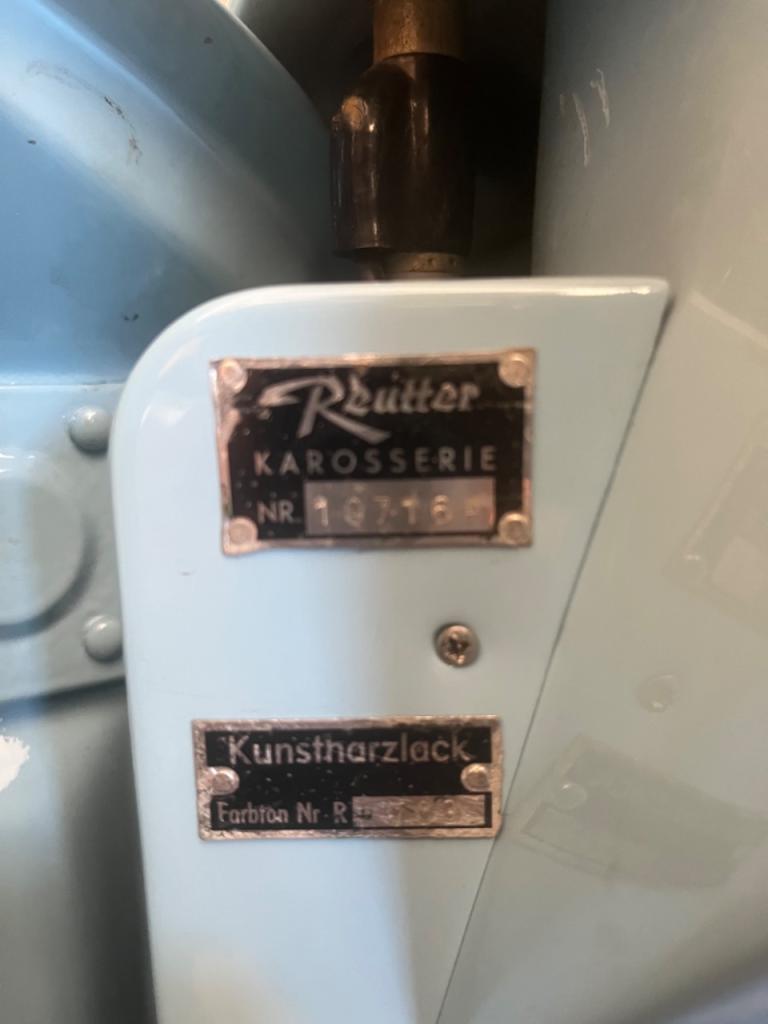 Reutter
KAROSSERIE
NR. 10716
Kunstharzlack
Farbton Nr. R